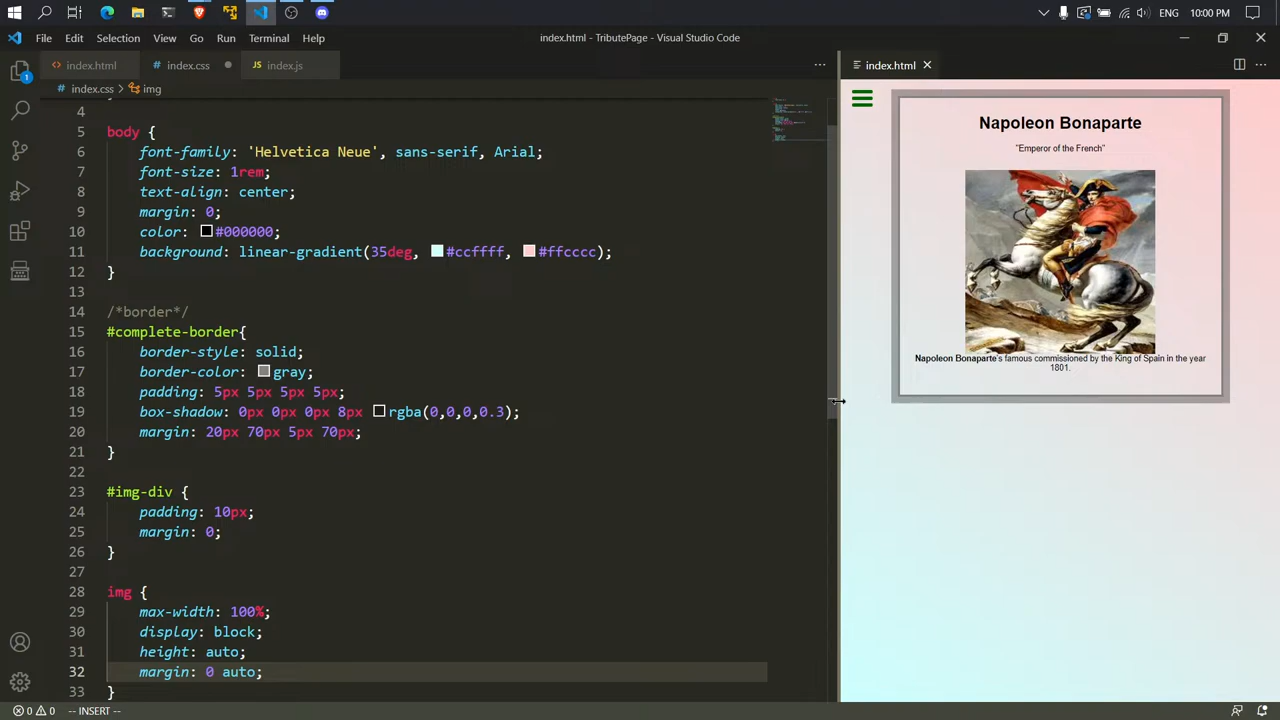 ENG
10:00 PM
File Edit Selection View Go Run Terminal Help
index.html - TributePage - Visual Studio Code
index.html
index.css
index.js
index.html
index.css > img
1
4
5 body {
6 font-family: 'Helvetica Neue', sans-serif, Arial;
7 font-size: 1rem;
8 text-align: center;
9 margin: 0;
10 color: #000000;
11 background: linear-gradient(35deg, #ccffff, #ffcccc);
12 }
13
14 /*border*/
15 #complete-border{
16 border-style: solid;
17 border-color: gray;
18 padding: 5px 5px 5px 5px;
19 box-shadow: 0px 0px 0px 8px rgba(0,0,0,0.3);
20 margin: 20px 70px 5px 70px;
21 }
22
23 #img-div {
24 padding: 10px;
25 margin: 0;
26 }
27
28 img {
29 max-width: 100%;
30 display: block;
31 height: auto;
32 margin: 0 auto;
33 }
Napoleon Bonaparte
"Emperor of the French"
Napoleon Bonaparte's famous commissioned by the King of Spain in the year
1801.
0 0 -- INSERT --